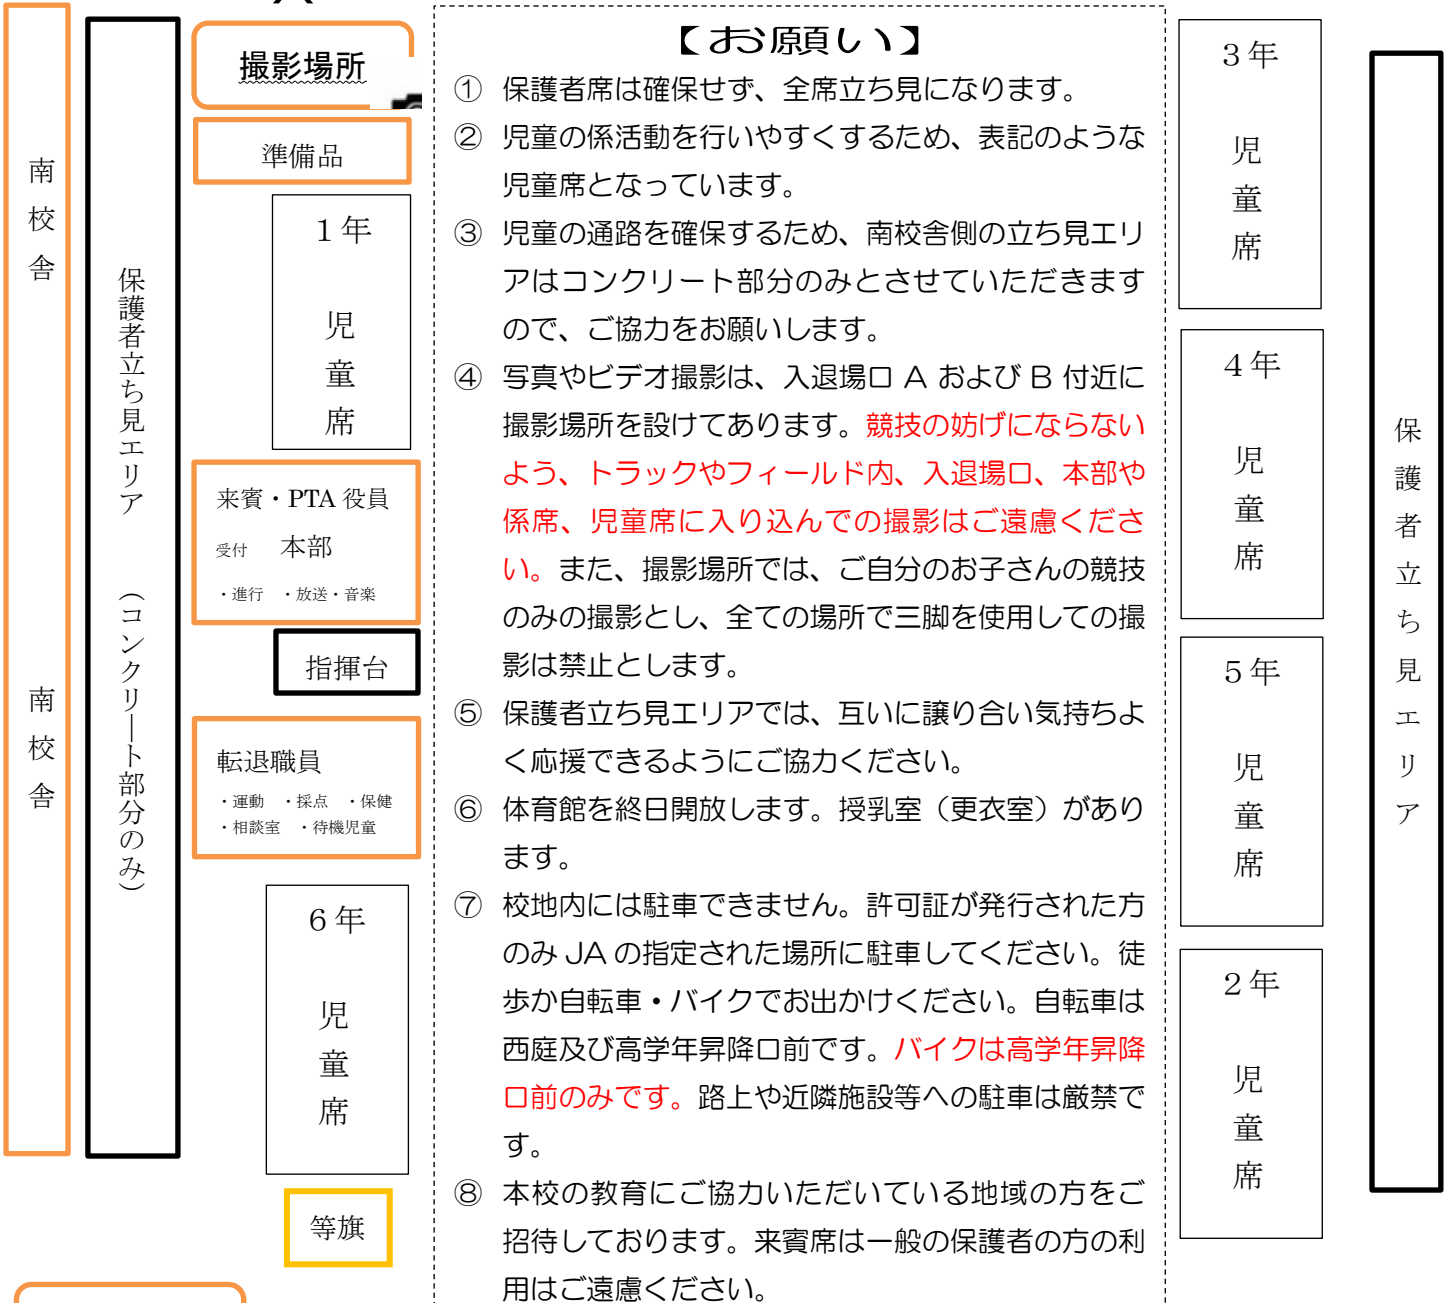 南校舎
南校舎
保護者立ち見エリア　（コンクリート部分のみ）
撮影場所
準備品
１年
児童席
来賓・PTA 役員
受付　本部
・進行　・放送・音楽
指揮台
転退職員
・運動　・採点　・保健
・相談室　・待機児童
６年
児童席
等旗
【お願い】
① 保護者席は確保せず、全席立ち見になります。
② 児童の係活動を行いやすくするため、表記のような
児童席となっています。
③ 児童の通路を確保するため、南校舎側の立ち見エリ
アはコンクリート部分のみとさせていただきます
ので、ご協力をお願いします。
④ 写真やビデオ撮影は、入退場口 A および B 付近に
撮影場所を設けてあります。競技の妨げにならない
よう、トラックやフィールド内、入退場口、本部や
係席、児童席に入り込んでの撮影はご遠慮くださ
い。また、撮影場所では、ご自分のお子さんの競技
のみの撮影とし、全ての場所で三脚を使用しての撮
影は禁止とします。
⑤ 保護者立ち見エリアでは、互いに譲り合い気持ちよ
く応援できるようにご協力ください。
⑥ 体育館を終日開放します。授乳室（更衣室）があり
ます。
⑦ 校地内には駐車できません。許可証が発行された方
のみ JA の指定された場所に駐車してください。徒
歩か自転車・バイクでお出かけください。自転車は
西庭及び高学年昇降口前です。バイクは高学年昇降
口前のみです。路上や近隣施設等への駐車は厳禁で
す。
⑧ 本校の教育にご協力いただいている地域の方をご
招待しております。来賓席は一般の保護者の方の利
用はご遠慮ください。
３年
児童席
４年
児童席
５年
児童席
２年
児童席
保護者立ち見エリア